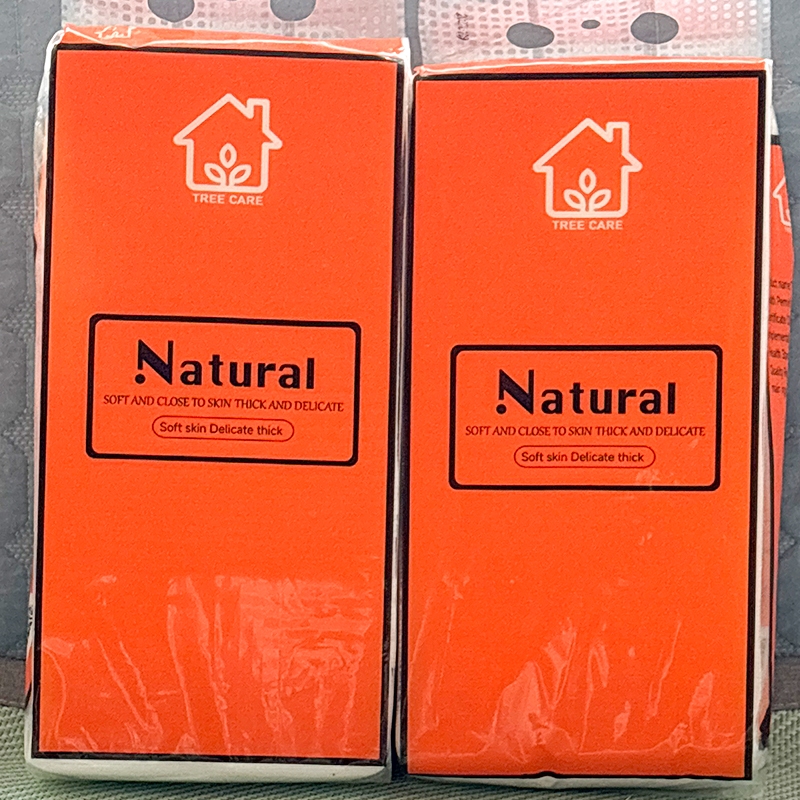 TREE CARE
Natural
SOFT AND CLOSE TO SKIN THICK AND DELICATE
Soft skin Delicate thick
TREE CARE
Natural
SOFT AND CLOSE TO SKIN THICK AND DELICATE
Soft skin Delicate thick